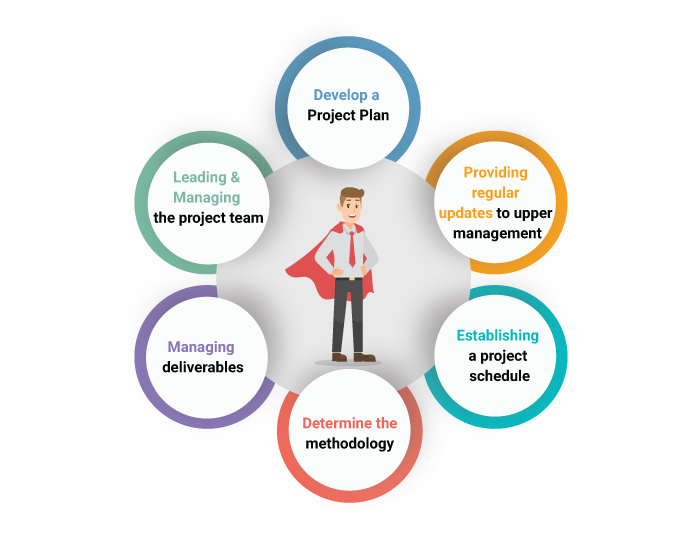 Develop a
Project Plan
Providing
regular
updates to upper
management
Establishing
a project
schedule
Determine the
methodology
Managing
deliverables
Leading &
Managing
the project team